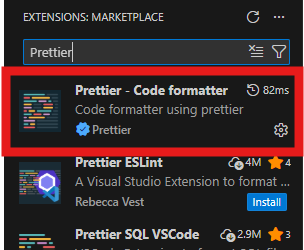 EXTENSIONS: MARKETPLACE
Prettier
Prettier - Code formatter 82ms
Code formatter using prettier
Prettier
Prettier ESLint 4M 4
A Visual Studio Extension to format ...
Rebecca Vest Install
Prettier SQL VSCode 2.9M 3